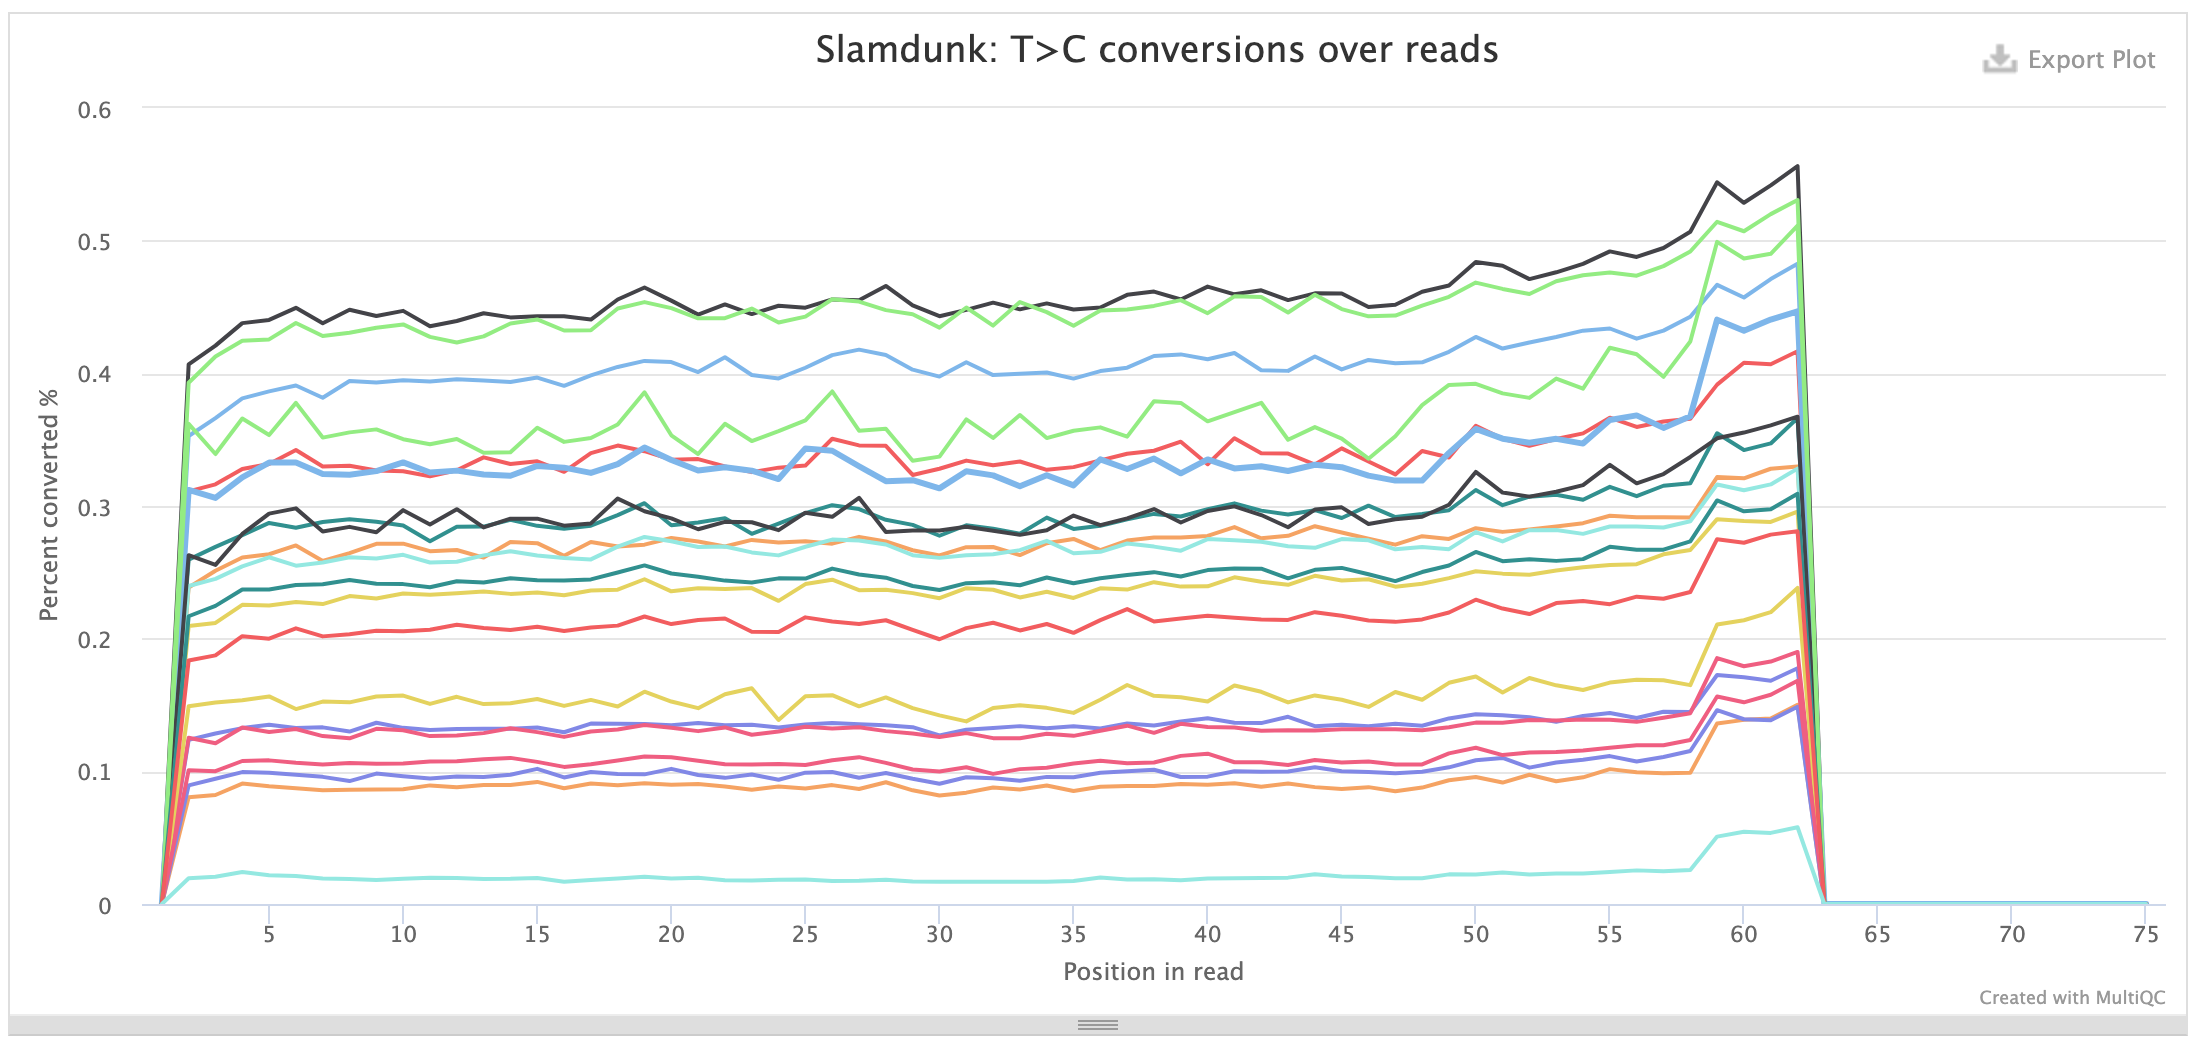 Slamdunk: T>C conversions over reads
Export Plot
Percent converted %
0.6
0.5
0.4
0.3
0.2
0.1
0
5 10 15 20 25 30 35 40 45 50 55 60 65 70 75
Position in read
Created with MultiQC